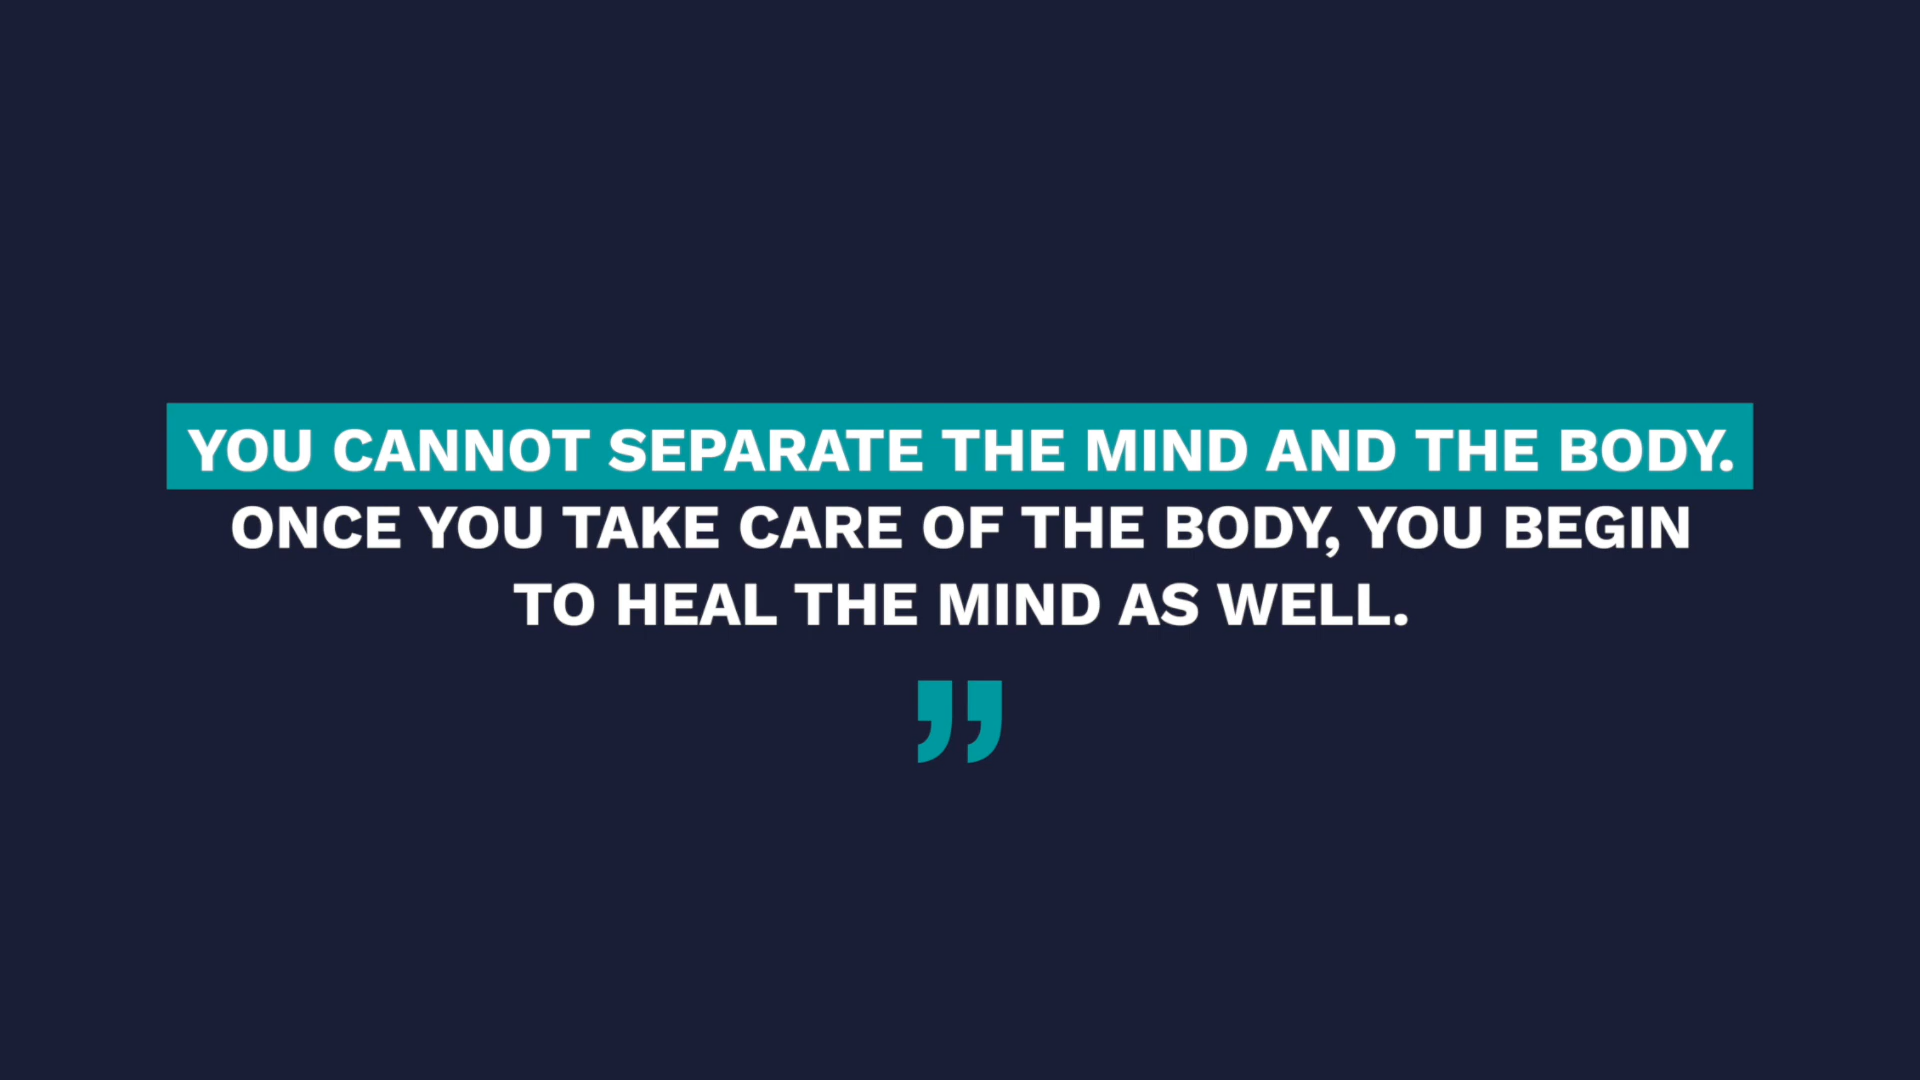 YOU CANNOT SEPARATE THE MIND AND THE BODY.
ONCE YOU TAKE CARE OF THE BODY, YOU BEGIN
TO HEAL THE MIND AS WELL.
”